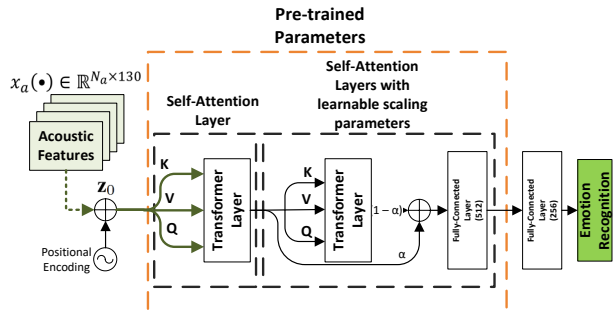 Pre-trained
Parameters
x_a(•) ∈ ℝ^{N_a×130}
Self-Attention
Layers with
learnable scaling
parameters
Self-Attention
Layer
Acoustic
Features
z_0
K
V
Q
Transformer
Layer
K
V
Q
Transformer
Layer
1 − α)
α
Fully-Connected
Layer
(512)
Fully-Connected
Layer
(256)
Emotion
Recognition
Positional
Encoding